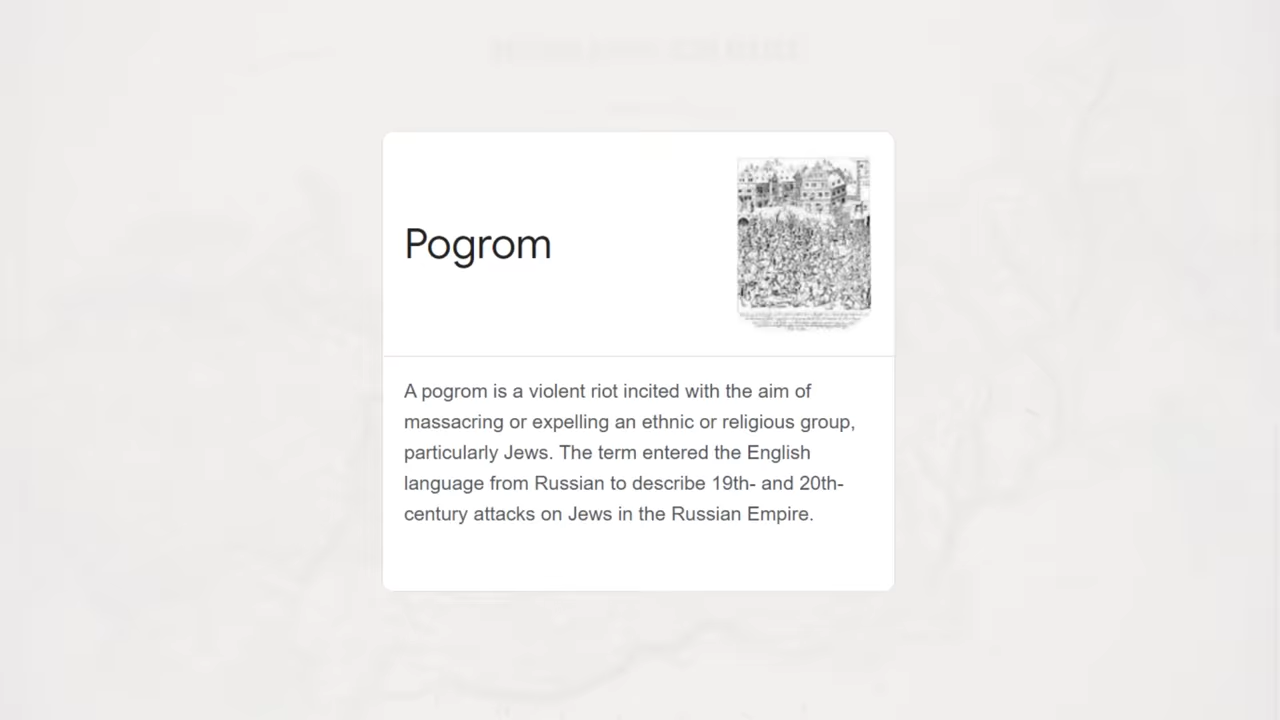 Pogrom
A pogrom is a violent riot incited with the aim of
massacring or expelling an ethnic or religious group,
particularly Jews. The term entered the English
language from Russian to describe 19th- and 20th-
century attacks on Jews in the Russian Empire.